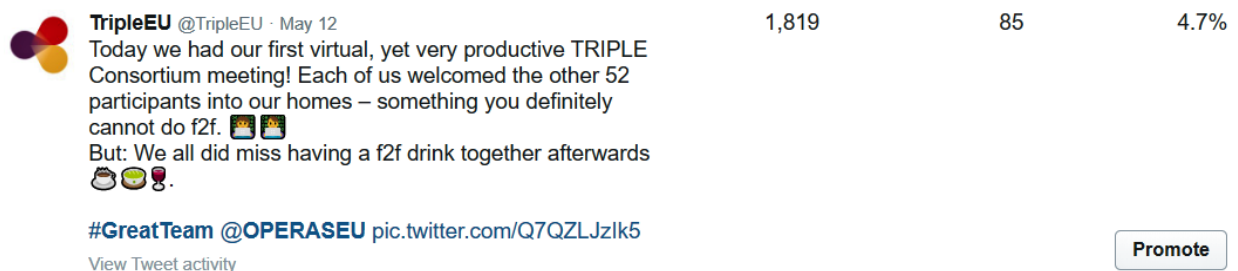 TripleEU @TripleEU · May 12 1,819 85 4.7%
Today we had our first virtual, yet very productive TRIPLE
Consortium meeting! Each of us welcomed the other 52
participants into our homes – something you definitely
cannot do f2f. 👩‍💻👩‍💻
But: We all did miss having a f2f drink together afterwards
☕🍵🍷.
#GreatTeam @OPERASEU pic.twitter.com/Q7QZLJzIk5
View Tweet activity
Promote